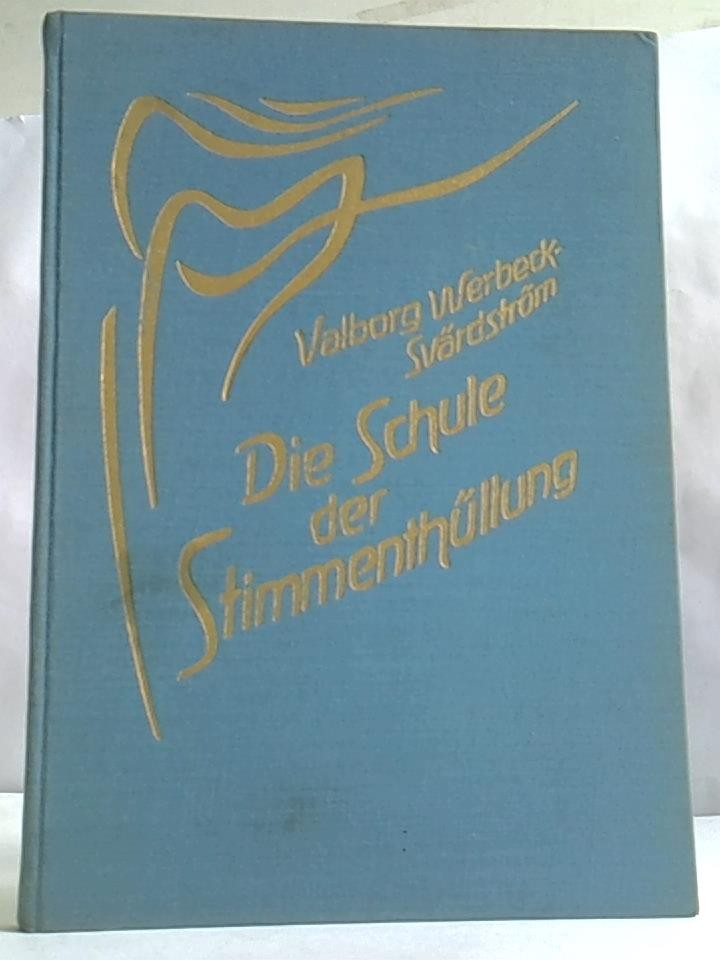 Valborg Werbeck-
Svärdström
Die Schule
der
Stimmenthüllung